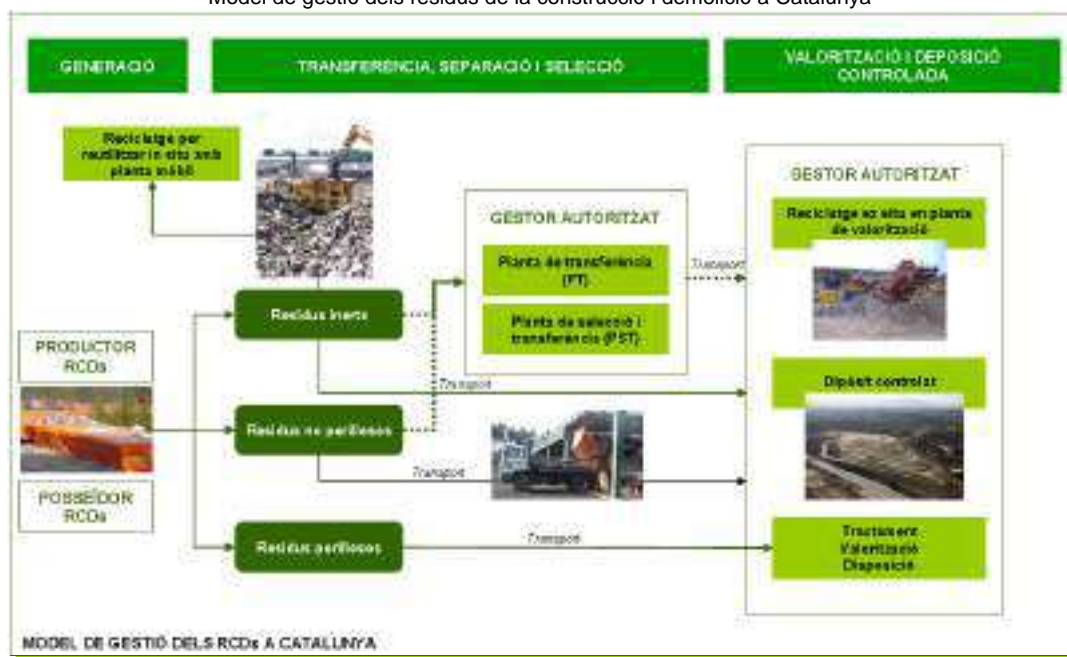 Model de gestió dels residus de la construcció i demolició a Catalunya
GENERACIÓ
TRANSFERÈNCIA, SEPARACIÓ I SELECCIÓ
VALORITZACIÓ I DEPOSICIÓ
CONTROLADA
Reciclatge per
reutilitzar in situ amb
planta mòbil
GESTOR AUTORITZAT
Planta de transferència
(PT)
Planta de selecció i
transferència (PST)
Transport
GESTOR AUTORITZAT
Reciclatge ex situ en planta
de valorització
Residus inerts
PRODUCTOR
RCDs
Transport
Dipòsit controlat
Residus no perillosos
Transport
POSSEÏDOR
RCDs
Residus perillosos
Transport
Tractament
Valorització
Disposició
MODEL DE GESTIÓ DELS RCDs A CATALUNYA